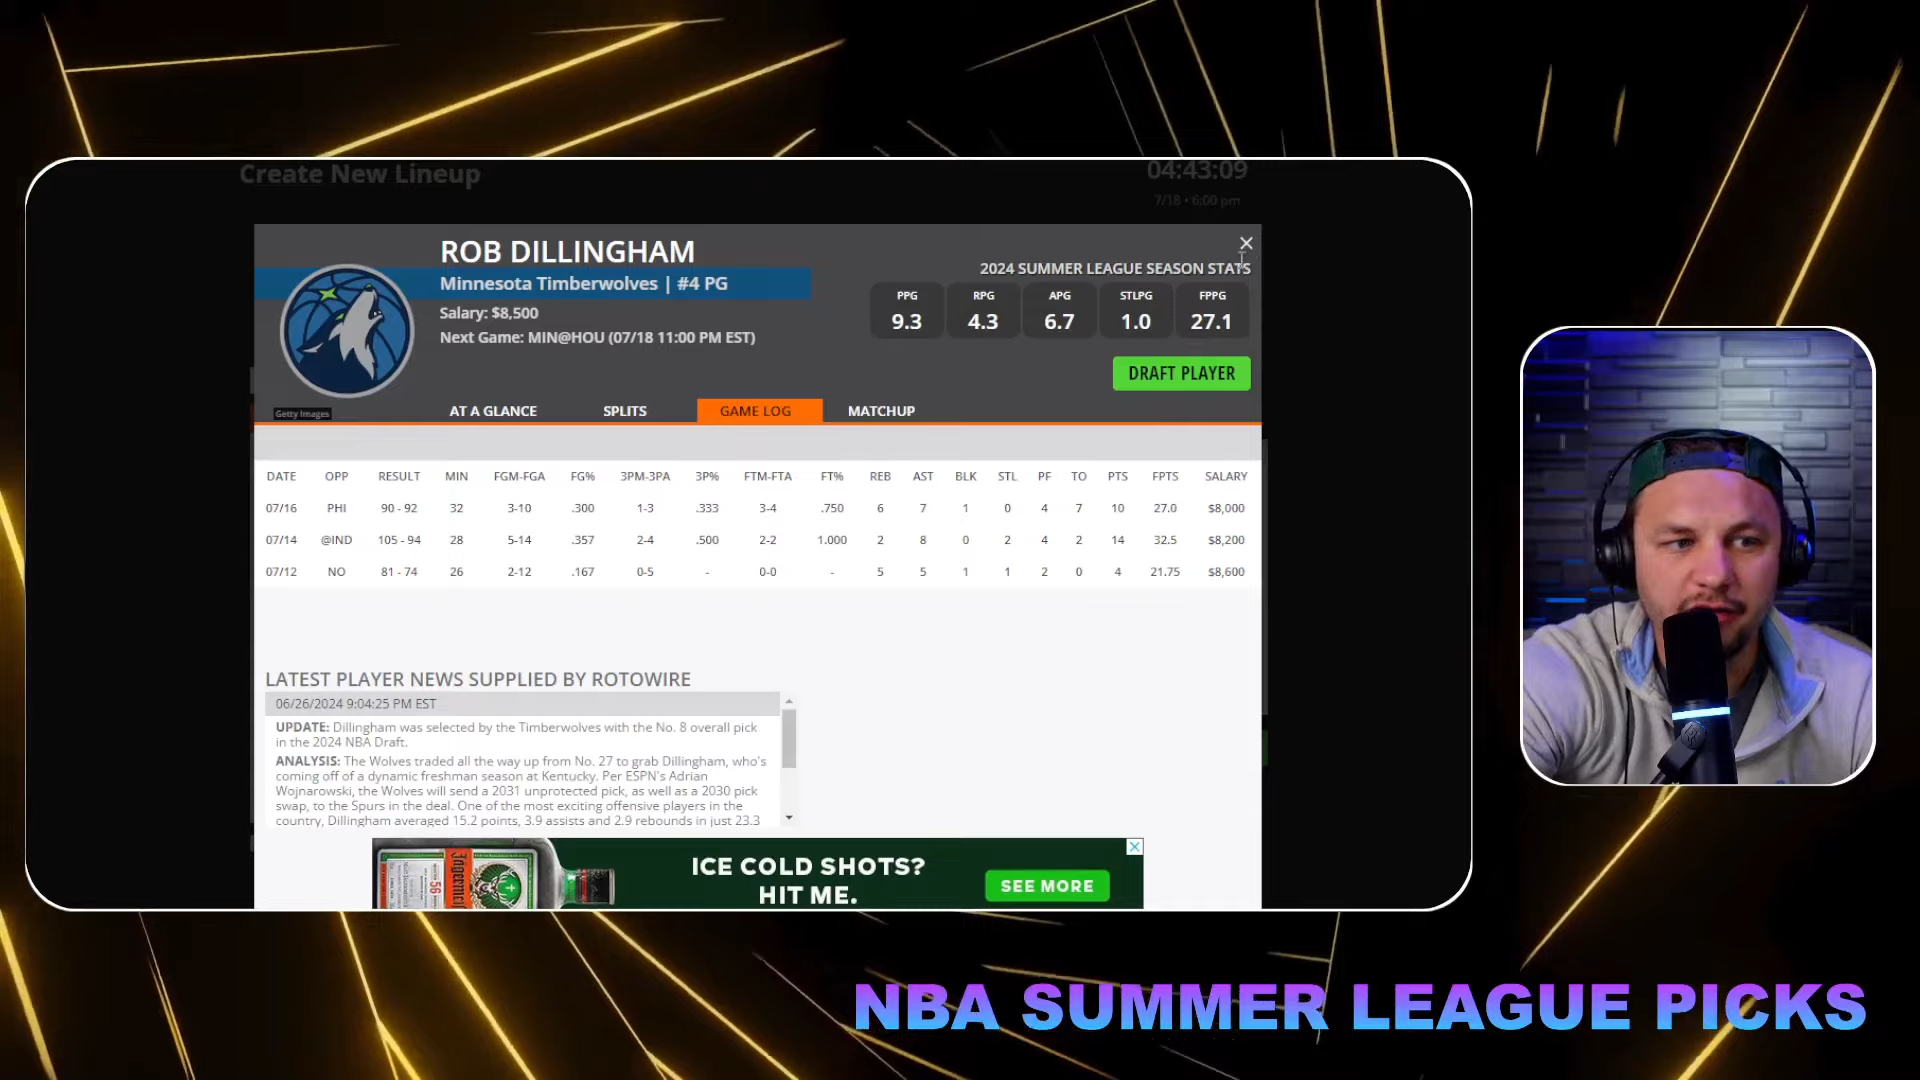 Create New Lineup
04:43:09
7/18 • 6:00 pm
ROB DILLINGHAM
Minnesota Timberwolves | #4 PG
Salary: $8,500
Next Game: MIN@HOU (07/18 11:00 PM EST)
2024 SUMMER LEAGUE SEASON STATS
PPG RPG APG STLPG FPPG
9.3 4.3 6.7 1.0 27.1
DRAFT PLAYER
Getty Images
AT A GLANCE SPLITS GAME LOG MATCHUP
DATE OPP RESULT MIN FGM-FGA FG% 3PM-3PA 3P% FTM-FTA FT% REB AST BLK STL PF TO PTS FPTS SALARY
07/16 PHI 90 - 92 32 3-10 .300 1-3 .333 3-4 .750 6 7 1 0 4 7 10 27.0 $8,000
07/14 @IND 105 - 94 28 5-14 .357 2-4 .500 2-2 1.000 2 8 0 2 4 2 14 32.5 $8,200
07/12 NO 81 - 74 26 2-12 .167 0-5 - 0-0 - 5 5 1 1 2 0 4 21.75 $8,600
LATEST PLAYER NEWS SUPPLIED BY ROTOWIRE
06/26/2024 9:04:25 PM EST
UPDATE: Dillingham was selected by the Timberwolves with the No. 8 overall pick
in the 2024 NBA Draft.
ANALYSIS: The Wolves traded all the way up from No. 27 to grab Dillingham, who's
coming off of a dynamic freshman season at Kentucky. Per ESPN's Adrian
Wojnarowski, the Wolves will send a 2031 unprotected pick, as well as a 2030 pick
swap, to the Spurs in the deal. One of the most exciting offensive players in the
country, Dillingham averaged 15.2 points, 3.9 assists and 2.9 rebounds in just 23.3
ICE COLD SHOTS?
HIT ME.
SEE MORE
NBA SUMMER LEAGUE PICKS